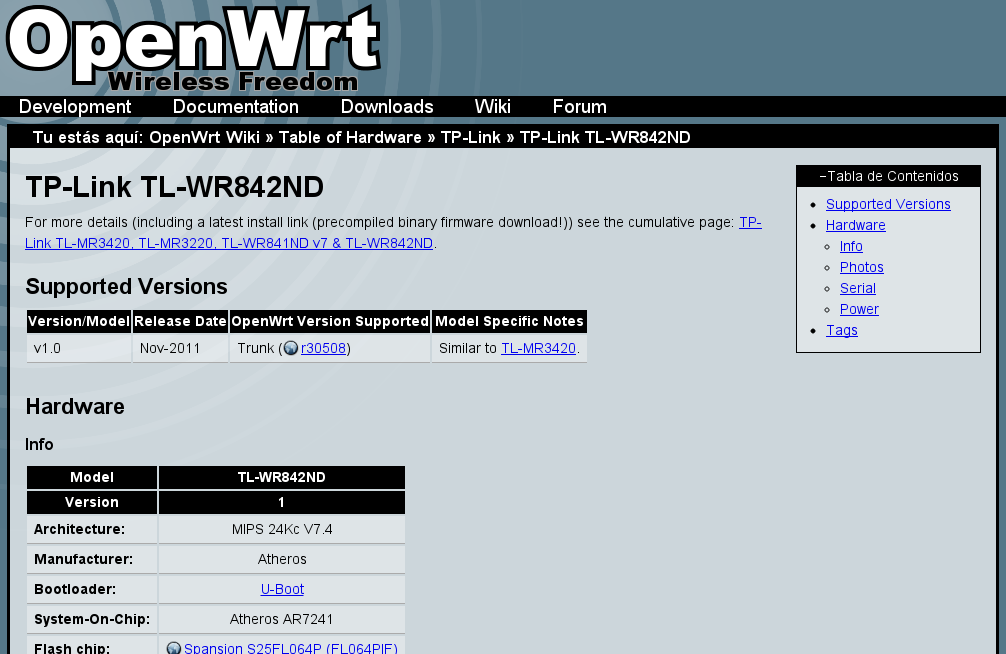 OpenWrt
Wireless Freedom
Development Documentation Downloads Wiki Forum
Tu estás aquí: OpenWrt Wiki » Table of Hardware » TP-Link » TP-Link TL-WR842ND
TP-Link TL-WR842ND
For more details (including a latest install link (precompiled binary firmware download!)) see the cumulative page: TP-
Link TL-MR3420, TL-MR3220, TL-WR841ND v7 & TL-WR842ND.
−Tabla de Contenidos
• Supported Versions
• Hardware
◦ Info
◦ Photos
◦ Serial
◦ Power
• Tags
Supported Versions
Version/Model Release Date OpenWrt Version Supported Model Specific Notes
v1.0 Nov-2011 Trunk (r30508) Similar to TL-MR3420.
Hardware
Info
Model TL-WR842ND
Version 1
Architecture: MIPS 24Kc V7.4
Manufacturer: Atheros
Bootloader: U-Boot
System-On-Chip: Atheros AR7241
Flash chip: Spansion S25FL064P (FL064PIF)